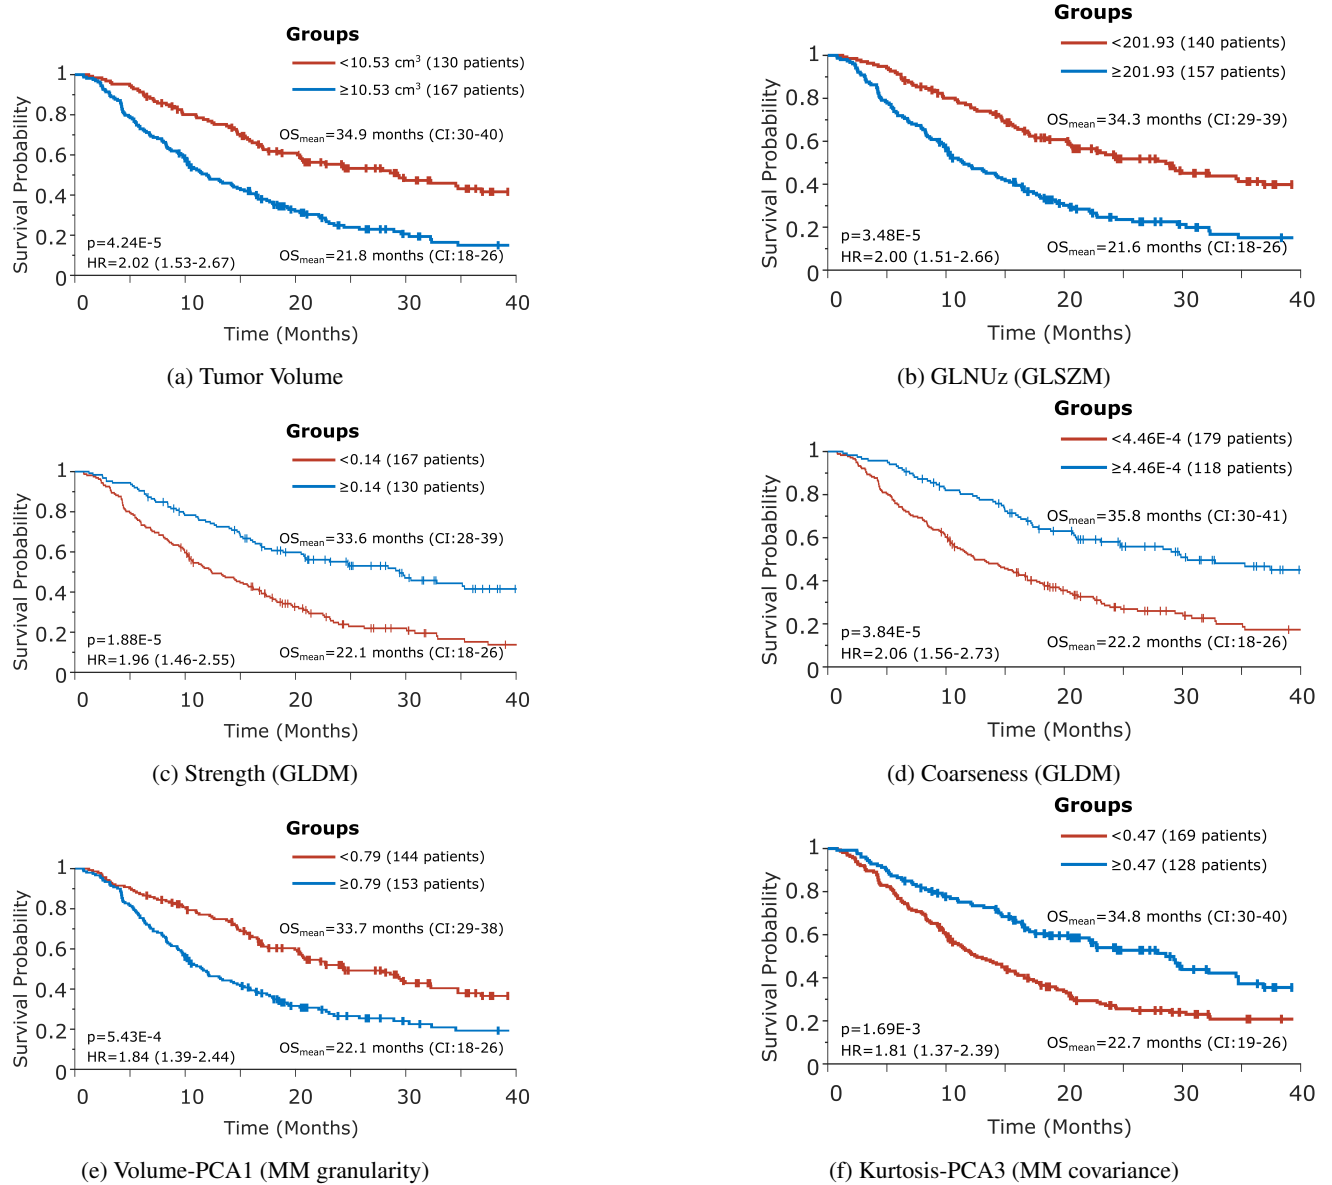 Groups
<10.53 cm³ (130 patients)
≥10.53 cm³ (167 patients)
OSmean=34.9 months (CI:30-40)
OSmean=21.8 months (CI:18-26)
p=4.24E-5
HR=2.02 (1.53-2.67)
Survival Probability
1
0.8
0.6
0.4
0.2
0
0 10 20 30 40
Time (Months)
(a) Tumor Volume
Groups
<201.93 (140 patients)
≥201.93 (157 patients)
OSmean=34.3 months (CI:29-39)
OSmean=21.6 months (CI:18-26)
p=3.48E-5
HR=2.00 (1.51-2.66)
Survival Probability
1
0.8
0.6
0.4
0.2
0
0 10 20 30 40
Time (Months)
(b) GLNUz (GLSZM)
Groups
<0.14 (167 patients)
≥0.14 (130 patients)
OSmean=33.6 months (CI:28-39)
OSmean=22.1 months (CI:18-26)
p=1.88E-5
HR=1.96 (1.46-2.55)
Survival Probability
1
0.8
0.6
0.4
0.2
0
0 10 20 30 40
Time (Months)
(c) Strength (GLDM)
Groups
<4.46E-4 (179 patients)
≥4.46E-4 (118 patients)
OSmean=35.8 months (CI:30-41)
OSmean=22.2 months (CI:18-26)
p=3.84E-5
HR=2.06 (1.56-2.73)
Survival Probability
1
0.8
0.6
0.4
0.2
0
0 10 20 30 40
Time (Months)
(d) Coarseness (GLDM)
Groups
<0.79 (144 patients)
≥0.79 (153 patients)
OSmean=33.7 months (CI:29-38)
OSmean=22.1 months (CI:18-26)
p=5.43E-4
HR=1.84 (1.39-2.44)
Survival Probability
1
0.8
0.6
0.4
0.2
0
0 10 20 30 40
Time (Months)
(e) Volume-PCA1 (MM granularity)
Groups
<0.47 (169 patients)
≥0.47 (128 patients)
OSmean=34.8 months (CI:30-40)
OSmean=22.7 months (CI:19-26)
p=1.69E-3
HR=1.81 (1.37-2.39)
Survival Probability
1
0.8
0.6
0.4
0.2
0
0 10 20 30 40
Time (Months)
(f) Kurtosis-PCA3 (MM covariance)